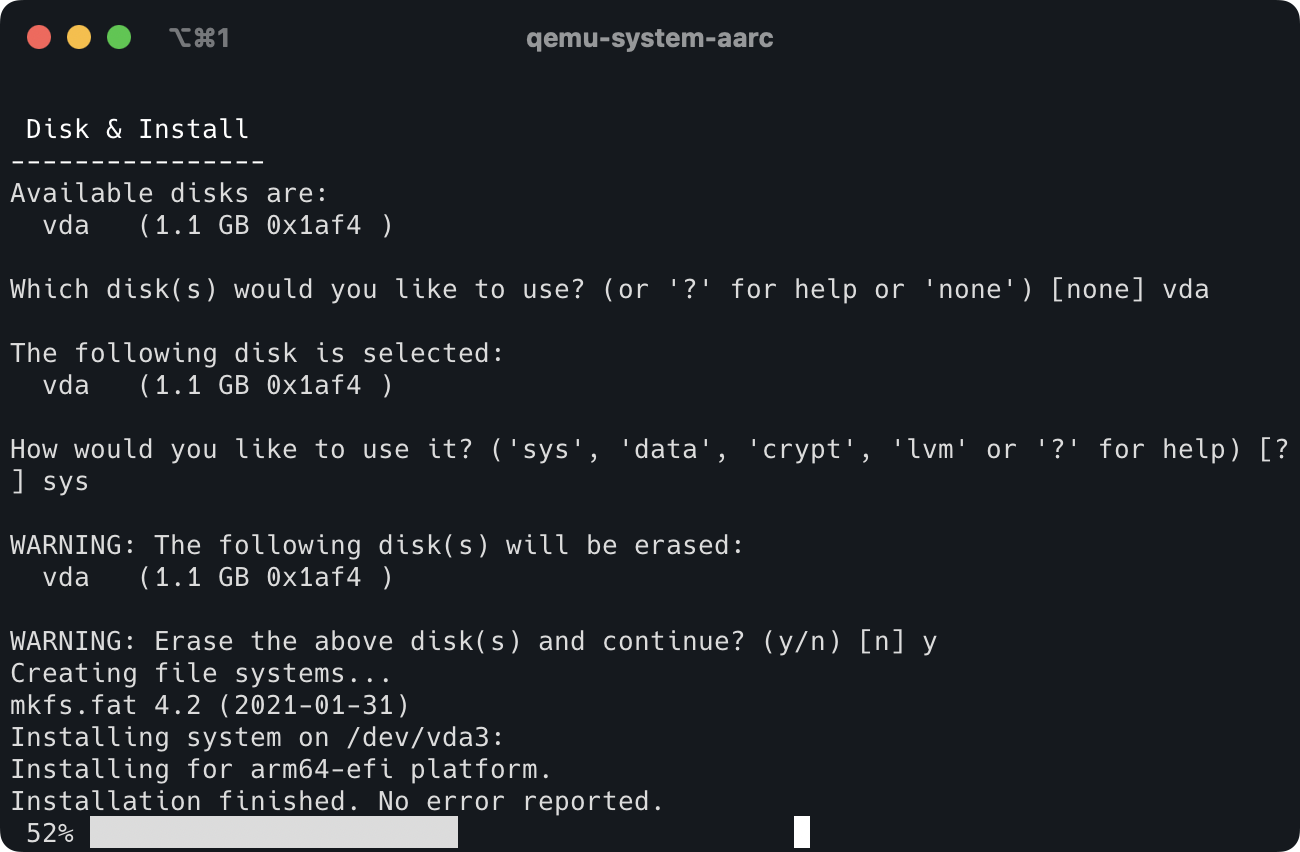 ⌥⌘1 qemu-system-aarc
Disk & Install
----------------
Available disks are:
  vda   (1.1 GB 0x1af4 )
Which disk(s) would you like to use? (or '?' for help or 'none') [none] vda
The following disk is selected:
  vda   (1.1 GB 0x1af4 )
How would you like to use it? ('sys', 'data', 'crypt', 'lvm' or '?' for help) [?
] sys
WARNING: The following disk(s) will be erased:
  vda   (1.1 GB 0x1af4 )
WARNING: Erase the above disk(s) and continue? (y/n) [n] y
Creating file systems...
mkfs.fat 4.2 (2021-01-31)
Installing system on /dev/vda3:
Installing for arm64-efi platform.
Installation finished. No error reported.
 52%